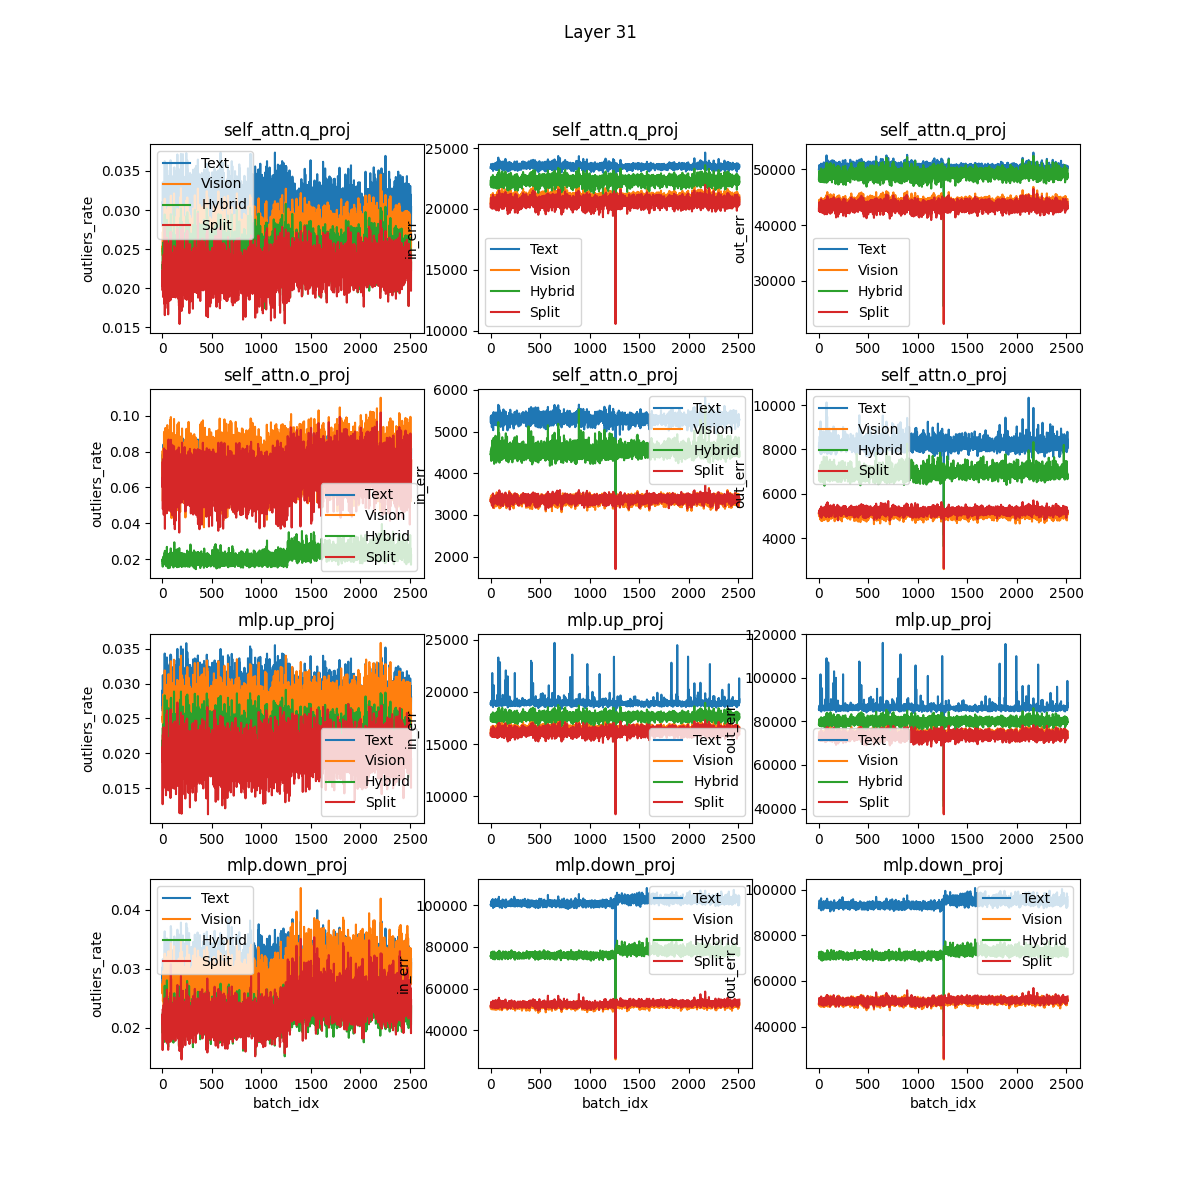 Layer 31
self_attn.q_proj
outliers_rate
0.035
0.030
0.025
0.020
0.015
0 500 1000 1500 2000 2500
Text
Vision
Hybrid
Split
self_attn.q_proj
in_err
25000
20000
15000
10000
0 500 1000 1500 2000 2500
Text
Vision
Hybrid
Split
self_attn.q_proj
out_err
50000
40000
30000
0 500 1000 1500 2000 2500
Text
Vision
Hybrid
Split
self_attn.o_proj
outliers_rate
0.10
0.08
0.06
0.04
0.02
0 500 1000 1500 2000 2500
Text
Vision
Hybrid
Split
self_attn.o_proj
in_err
6000
5000
4000
3000
2000
0 500 1000 1500 2000 2500
Text
Vision
Hybrid
Split
self_attn.o_proj
out_err
10000
8000
6000
4000
0 500 1000 1500 2000 2500
Text
Vision
Hybrid
Split
mlp.up_proj
outliers_rate
0.035
0.030
0.025
0.020
0.015
0 500 1000 1500 2000 2500
Text
Vision
Hybrid
Split
mlp.up_proj
in_err
25000
20000
15000
10000
0 500 1000 1500 2000 2500
Text
Vision
Hybrid
Split
mlp.up_proj
out_err
120000
100000
80000
60000
40000
0 500 1000 1500 2000 2500
Text
Vision
Hybrid
Split
mlp.down_proj
outliers_rate
0.04
0.03
0.02
0 500 1000 1500 2000 2500
batch_idx
Text
Vision
Hybrid
Split
mlp.down_proj
in_err
100000
80000
60000
40000
0 500 1000 1500 2000 2500
batch_idx
Text
Vision
Hybrid
Split
mlp.down_proj
out_err
100000
80000
60000
40000
0 500 1000 1500 2000 2500
batch_idx
Text
Vision
Hybrid
Split